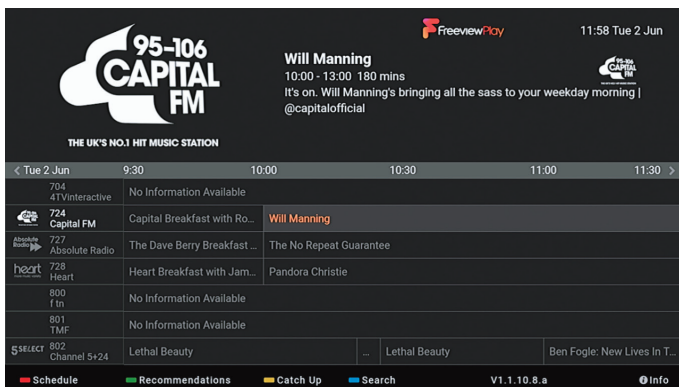 FreeviewPlay
11:58 Tue 2 Jun
95-106
CAPITAL
FM
THE UK'S NO.1 HIT MUSIC STATION
Will Manning
10:00 - 13:00 180 mins
It's on. Will Manning's bringing all the sass to your weekday morning |
@capitalofficial
95-106
CAPITAL
FM
< Tue 2 Jun 9:30 10:00 10:30 11:00 11:30 >
704
4TVinteractive
No Information Available
724
Capital FM
Capital Breakfast with Ro... Will Manning
Absolute
Radio
727
Absolute Radio
The Dave Berry Breakfast ... The No Repeat Guarantee
heart
728
Heart
Heart Breakfast with Jam... Pandora Christie
800
f tn
No Information Available
801
TMF
No Information Available
5SELECT
802
Channel 5+24
Lethal Beauty ... Lethal Beauty Ben Fogle: New Lives In T...
Schedule Recommendations Catch Up Search V1.1.10.8.a Info